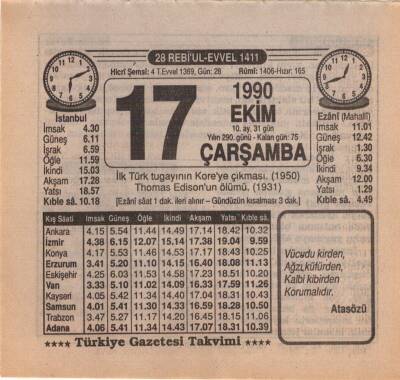 28 REBİ'UL-EVVEL 1411
Hicrî Şemsî: 4 T.Evvel 1369, Gün: 28 Rûmî: 1406-Hızır: 165
17
1990
EKİM
10. ay, 31 gün
Yılın 290. günü - Kalan gün: 75
ÇARŞAMBA
İlk Türk tugayının Kore'ye çıkması. (1950)
Thomas Edison'un ölümü, (1931)
[Ezânî sâat 1 dak. ileri alınır – Gündüzün kısalması 3 dak.]
İstanbul
İmsak 4.30
Güneş 6.11
İşrak 6.59
Öğle 11.59
İkindi 15.03
Akşam 17.28
Yatsı 18.57
Kıble sâ. 10.18
Ezânî (Mahallî)
İmsak 11.01
Güneş 12.42
İşrak 1.30
Öğle 6.30
İkindi 9.34
Akşam 12.00
Yatsı 1.29
Kıble sâ. 4.49
Kış Sâati İmsak Güneş Öğle İkindi Akşam Yatsı Kıble sâ.
Ankara 4.15 5.54 11.44 14.49 17.14 18.42 10.32
İzmir 4.38 6.15 12.07 15.14 17.38 19.04 9.59
Konya 4.17 5.53 11.46 14.53 17.17 18.43 10.25
Erzurum 3.41 5.20 11.10 14.15 16.40 18.08 11.13
Eskişehir 4.25 6.03 11.53 14.58 17.23 18.51 10.20
Van 3.33 5.10 11.02 14.09 16.33 17.59 11.26
Kayseri 4.05 5.42 11.34 14.40 17.04 18.31 10.43
Samsun 4.01 5.41 11.30 14.33 16.59 18.28 10.50
Trabzon 3.47 5.27 11.17 14.20 16.45 18.15 11.06
Adana 4.06 5.41 11.34 14.43 17.07 18.31 10.39
Vücudu kirden,
Ağzı küfürden,
Kalbi kibirden
Korumalıdır.
Atasözü
★★★★ Türkiye Gazetesi Takvimi ★★★★